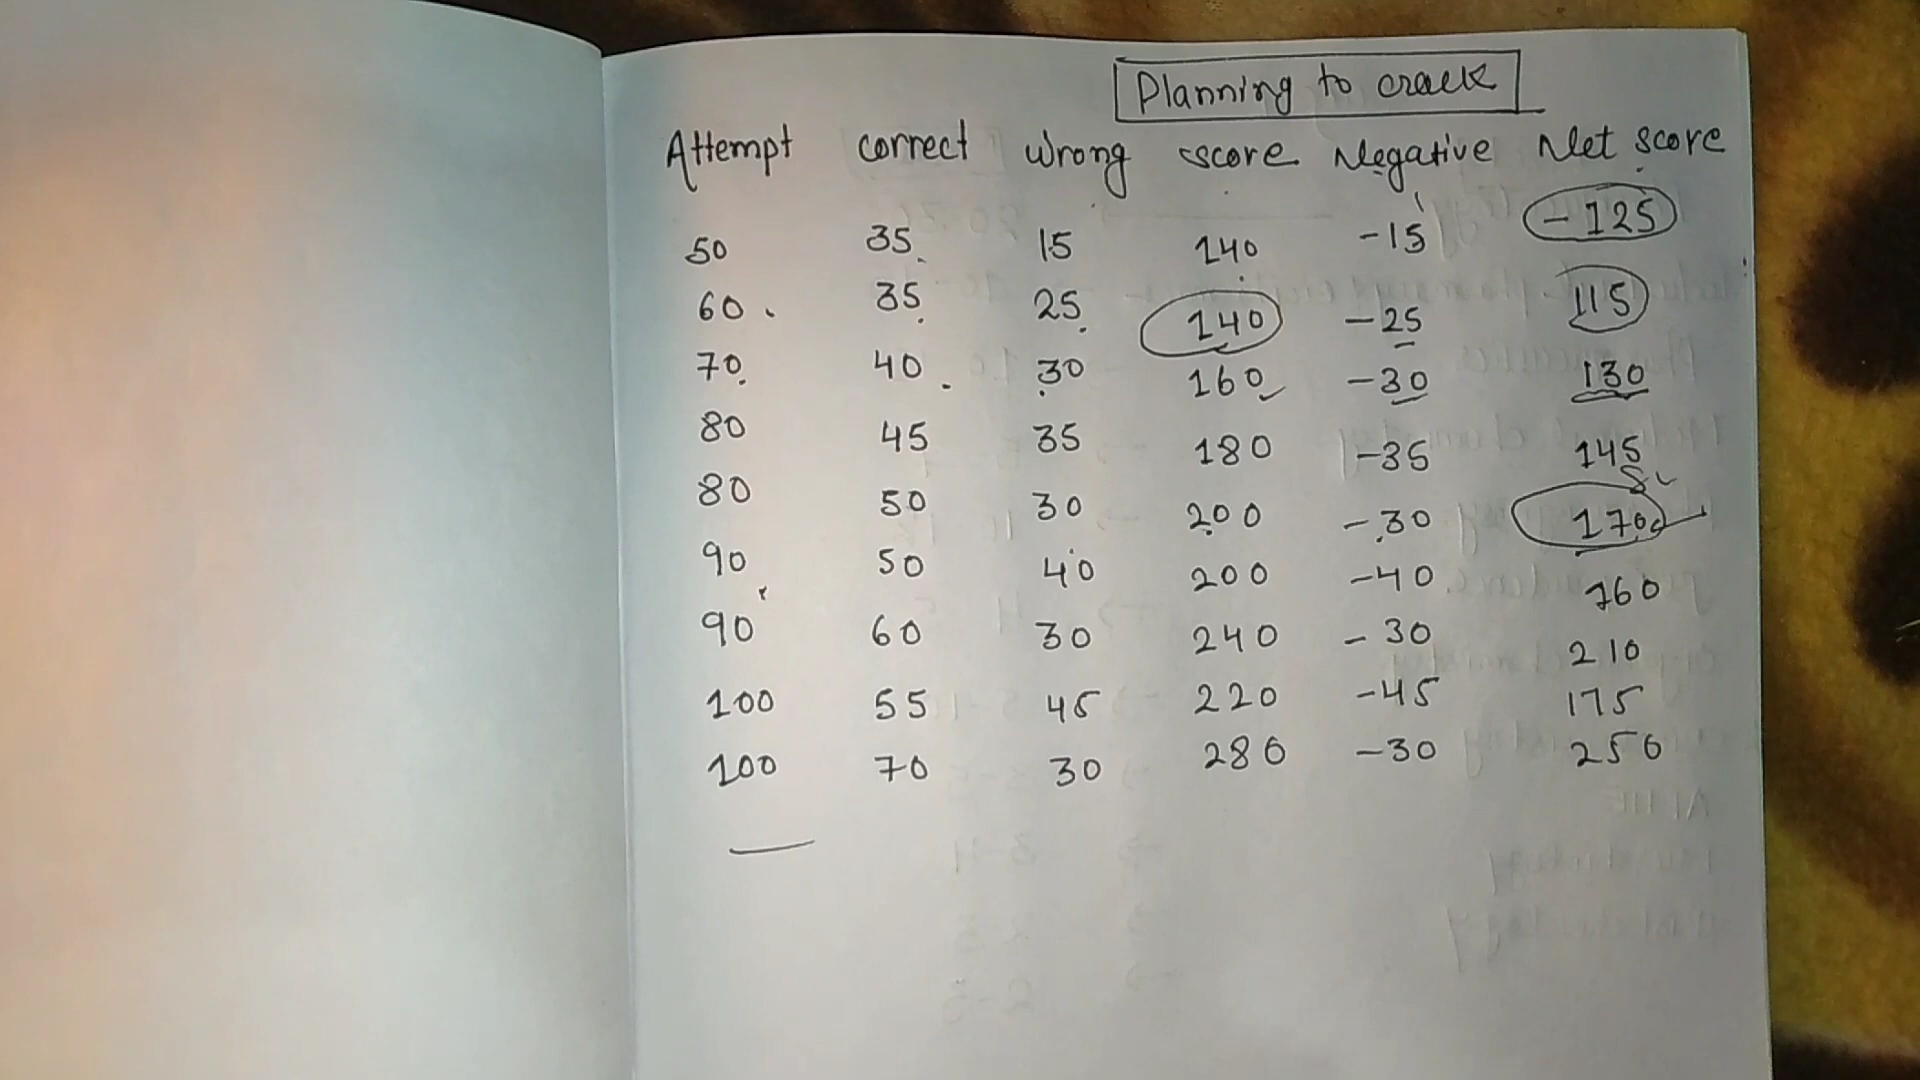 Planning to crack
Attempt correct wrong score Negative Net score
50 35 15 140 -15 -125
60 35 25 140 -25 115
70 40 30 160 -30 130
80 45 35 180 -35 145
80 50 30 200 -30 170
90 50 40 200 -40 160
90 60 30 240 -30 210
100 55 45 220 -45 175
100 70 30 280 -30 250